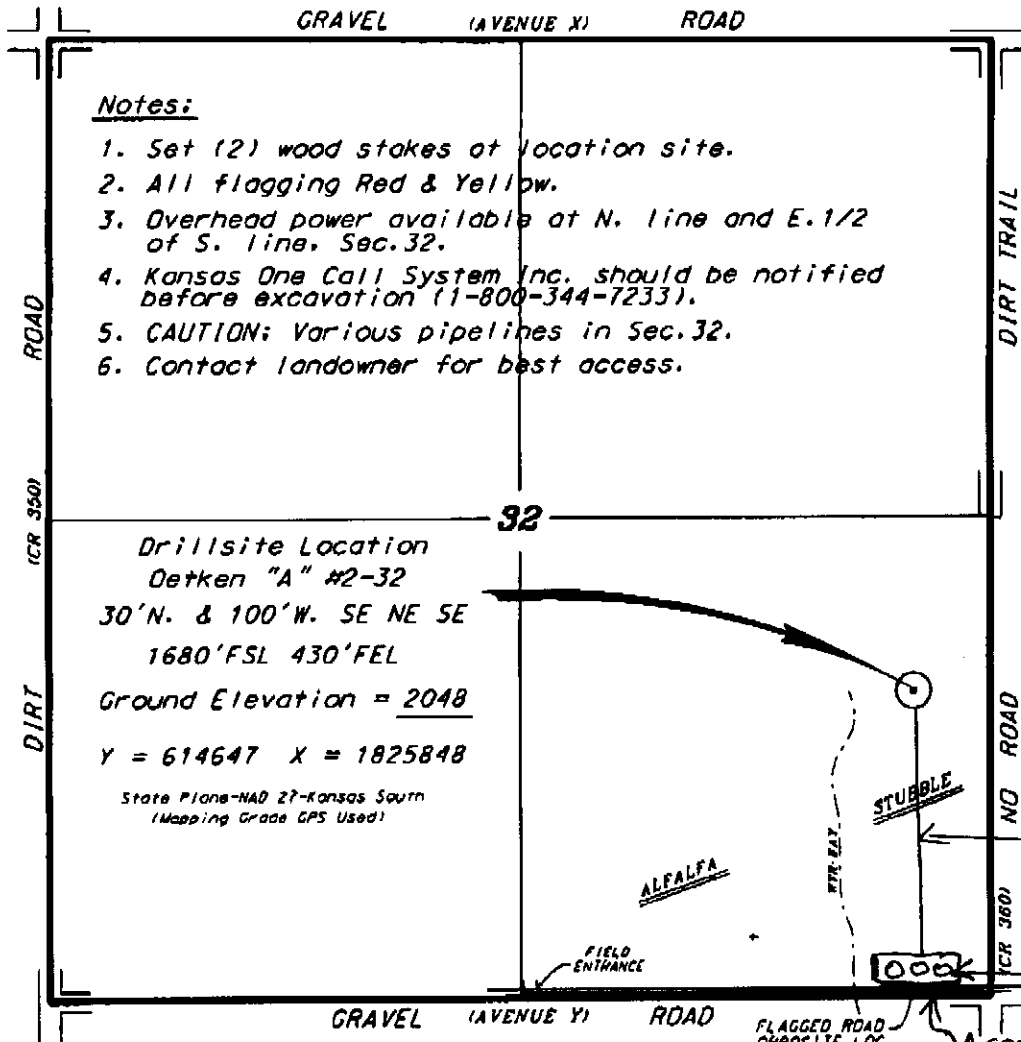 GRAVEL (AVENUE X) ROAD
Notes:
1. Set (2) wood stakes at location site.
2. All flagging Red & Yellow.
3. Overhead power available at N. line and E.1/2
of S. line, Sec.32.
4. Kansas One Call System Inc. should be notified
before excavation (1-800-344-7233).
5. CAUTION: Various pipelines in Sec.32.
6. Contact landowner for best access.
DIRT (CR 350) ROAD
DIRT TRAIL
32
Drillsite Location
Oetken "A" #2-32
30'N. & 100'W. SE NE SE
1680'FSL 430'FEL
Ground Elevation = 2048
Y = 614647 X = 1825848
State Plane-NAD 27-Kansas South
(Mapping Grade GPS Used)
STUBBLE
WTR-WAY
ALFALFA
NO ROAD
(CR 360)
FIELD
ENTRANCE
GRAVEL (AVENUE Y) ROAD
FLAGGED ROAD
OPPOSITE LOC